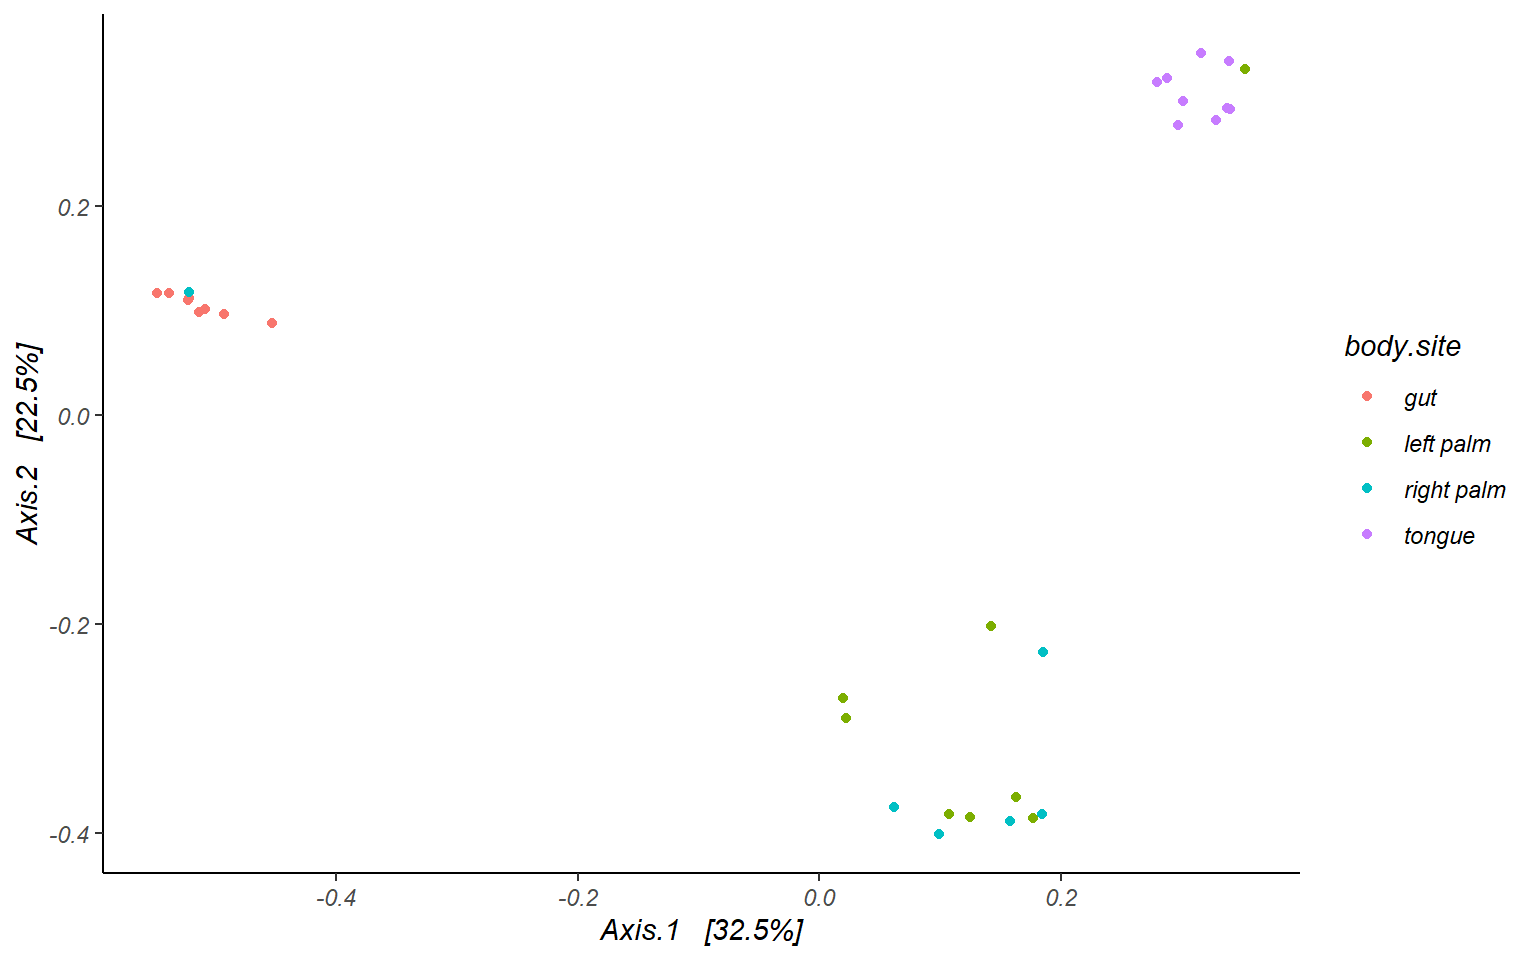 0.2
0.0
-0.2
-0.4
Axis.2 [22.5%]
-0.4 -0.2 0.0 0.2
Axis.1 [32.5%]
body.site
gut
left palm
right palm
tongue